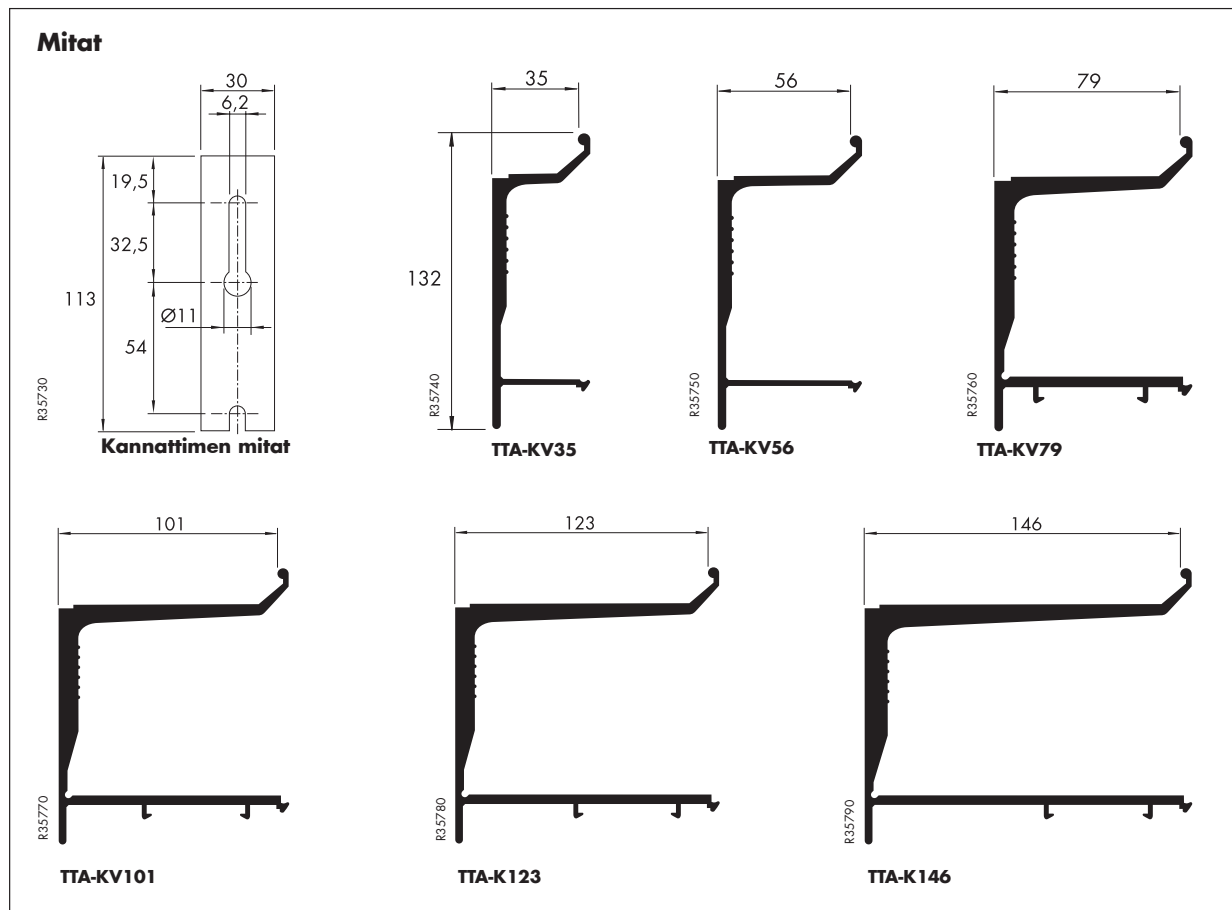 Mitat
30
6,2
19,5
32,5
113
Ø11
54
R35730
Kannattimen mitat
35
132
R35740
TTA-KV35
56
R35750
TTA-KV56
79
R35760
TTA-KV79
101
R35770
TTA-KV101
123
R35780
TTA-K123
146
R35790
TTA-K146